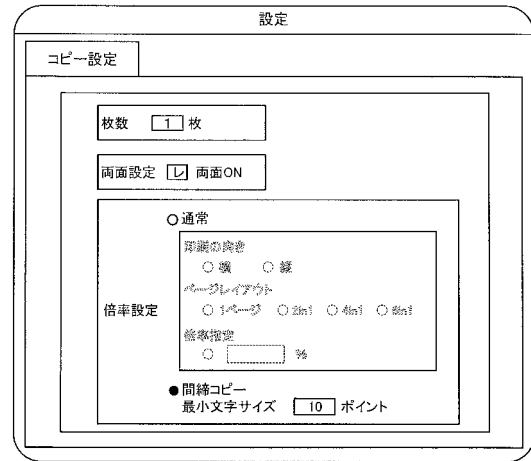 設定
コピー設定
枚数 1 枚
両面設定 レ 両面ON
倍率設定
○通常
印刷の向き
○ 横 ○ 縦
ページレイアウト
○ 1ページ ○ 2in1 ○ 4in1 ○ 8in1
倍率指定
○ %
●間締コピー
最小文字サイズ 10 ポイント